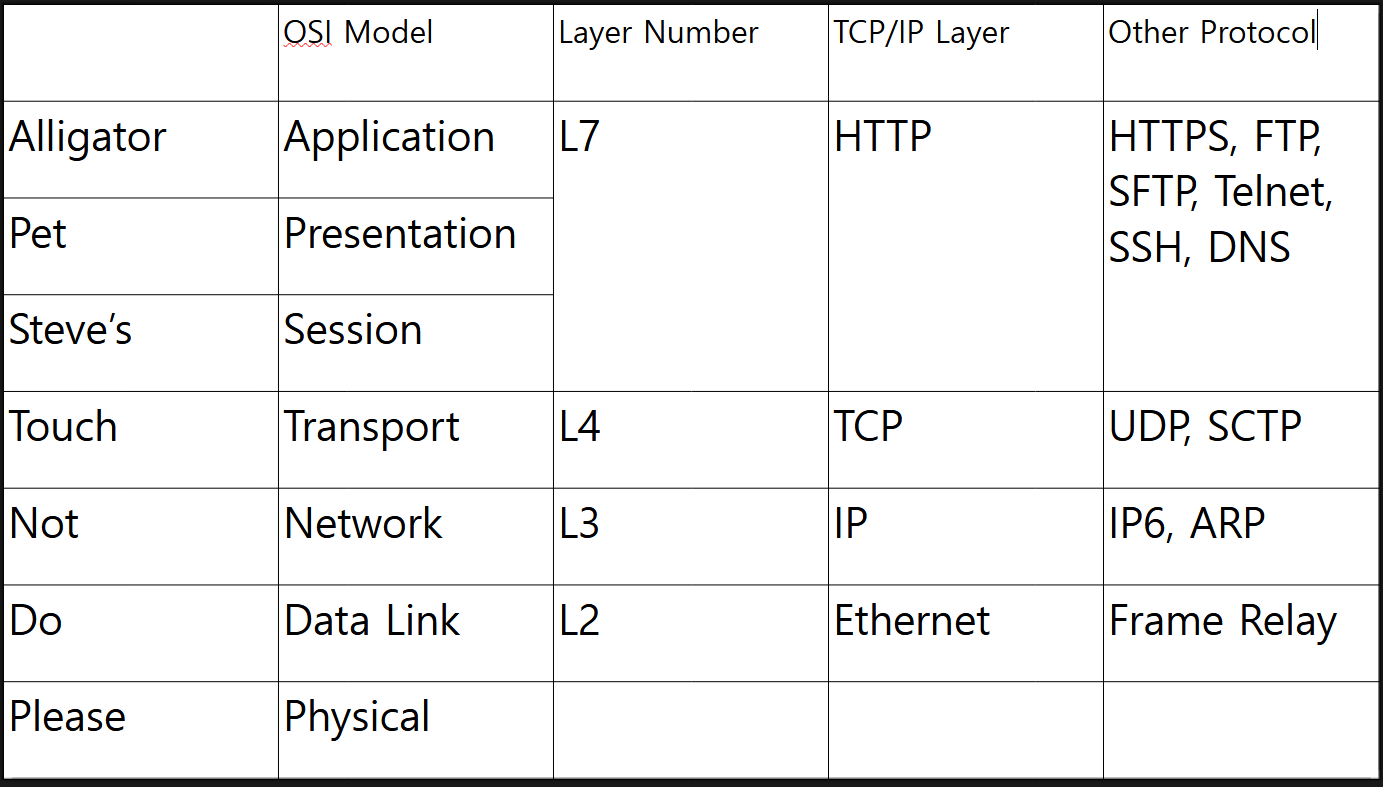 OSI Model Layer Number TCP/IP Layer Other Protocol
Alligator Application L7 HTTP HTTPS, FTP,
SFTP, Telnet,
SSH, DNS
Pet Presentation
Steve’s Session
Touch Transport L4 TCP UDP, SCTP
Not Network L3 IP IP6, ARP
Do Data Link L2 Ethernet Frame Relay
Please Physical